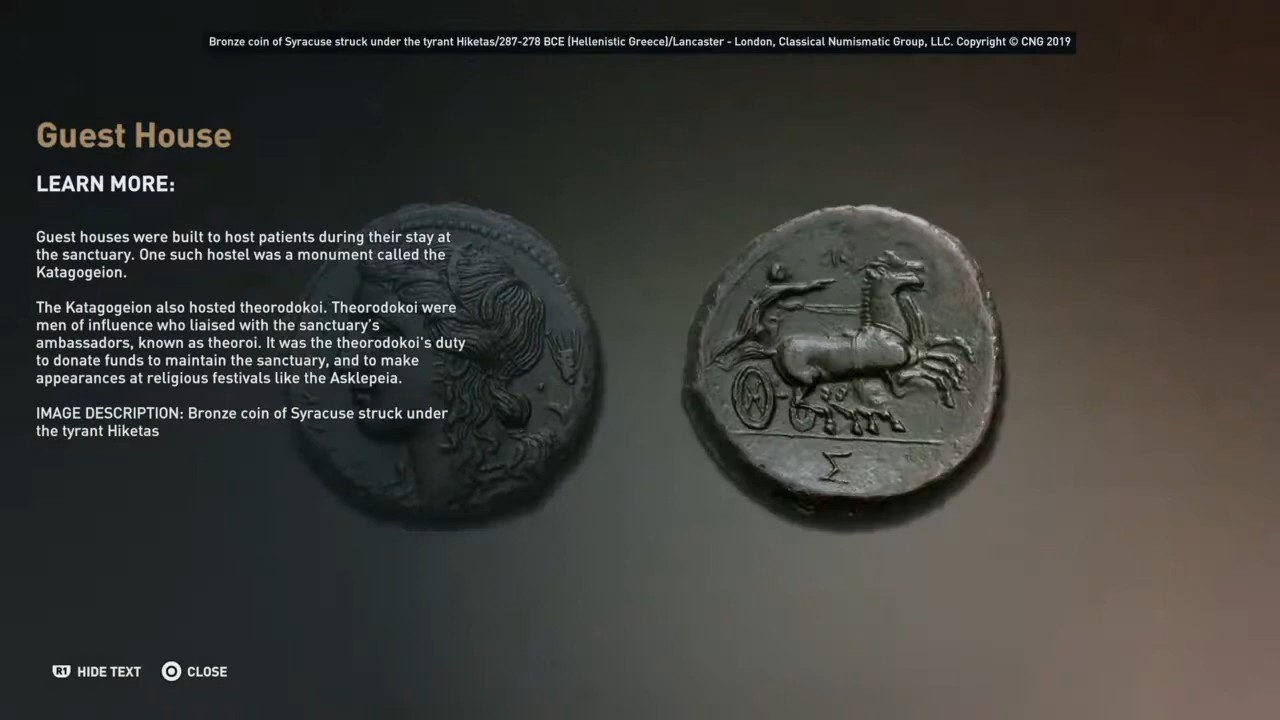 Bronze coin of Syracuse struck under the tyrant Hiketas/287-278 BCE (Hellenistic Greece)/Lancaster - London, Classical Numismatic Group, LLC. Copyright © CNG 2019
Guest House
LEARN MORE:
Guest houses were built to host patients during their stay at
the sanctuary. One such hostel was a monument called the
Katagogeion.
The Katagogeion also hosted theorodokoi. Theorodokoi were
men of influence who liaised with the sanctuary's
ambassadors, known as theoroi. It was the theorodokoi's duty
to donate funds to maintain the sanctuary, and to make
appearances at religious festivals like the Asklepeia.
IMAGE DESCRIPTION: Bronze coin of Syracuse struck under
the tyrant Hiketas
Σ
R1 HIDE TEXT CLOSE